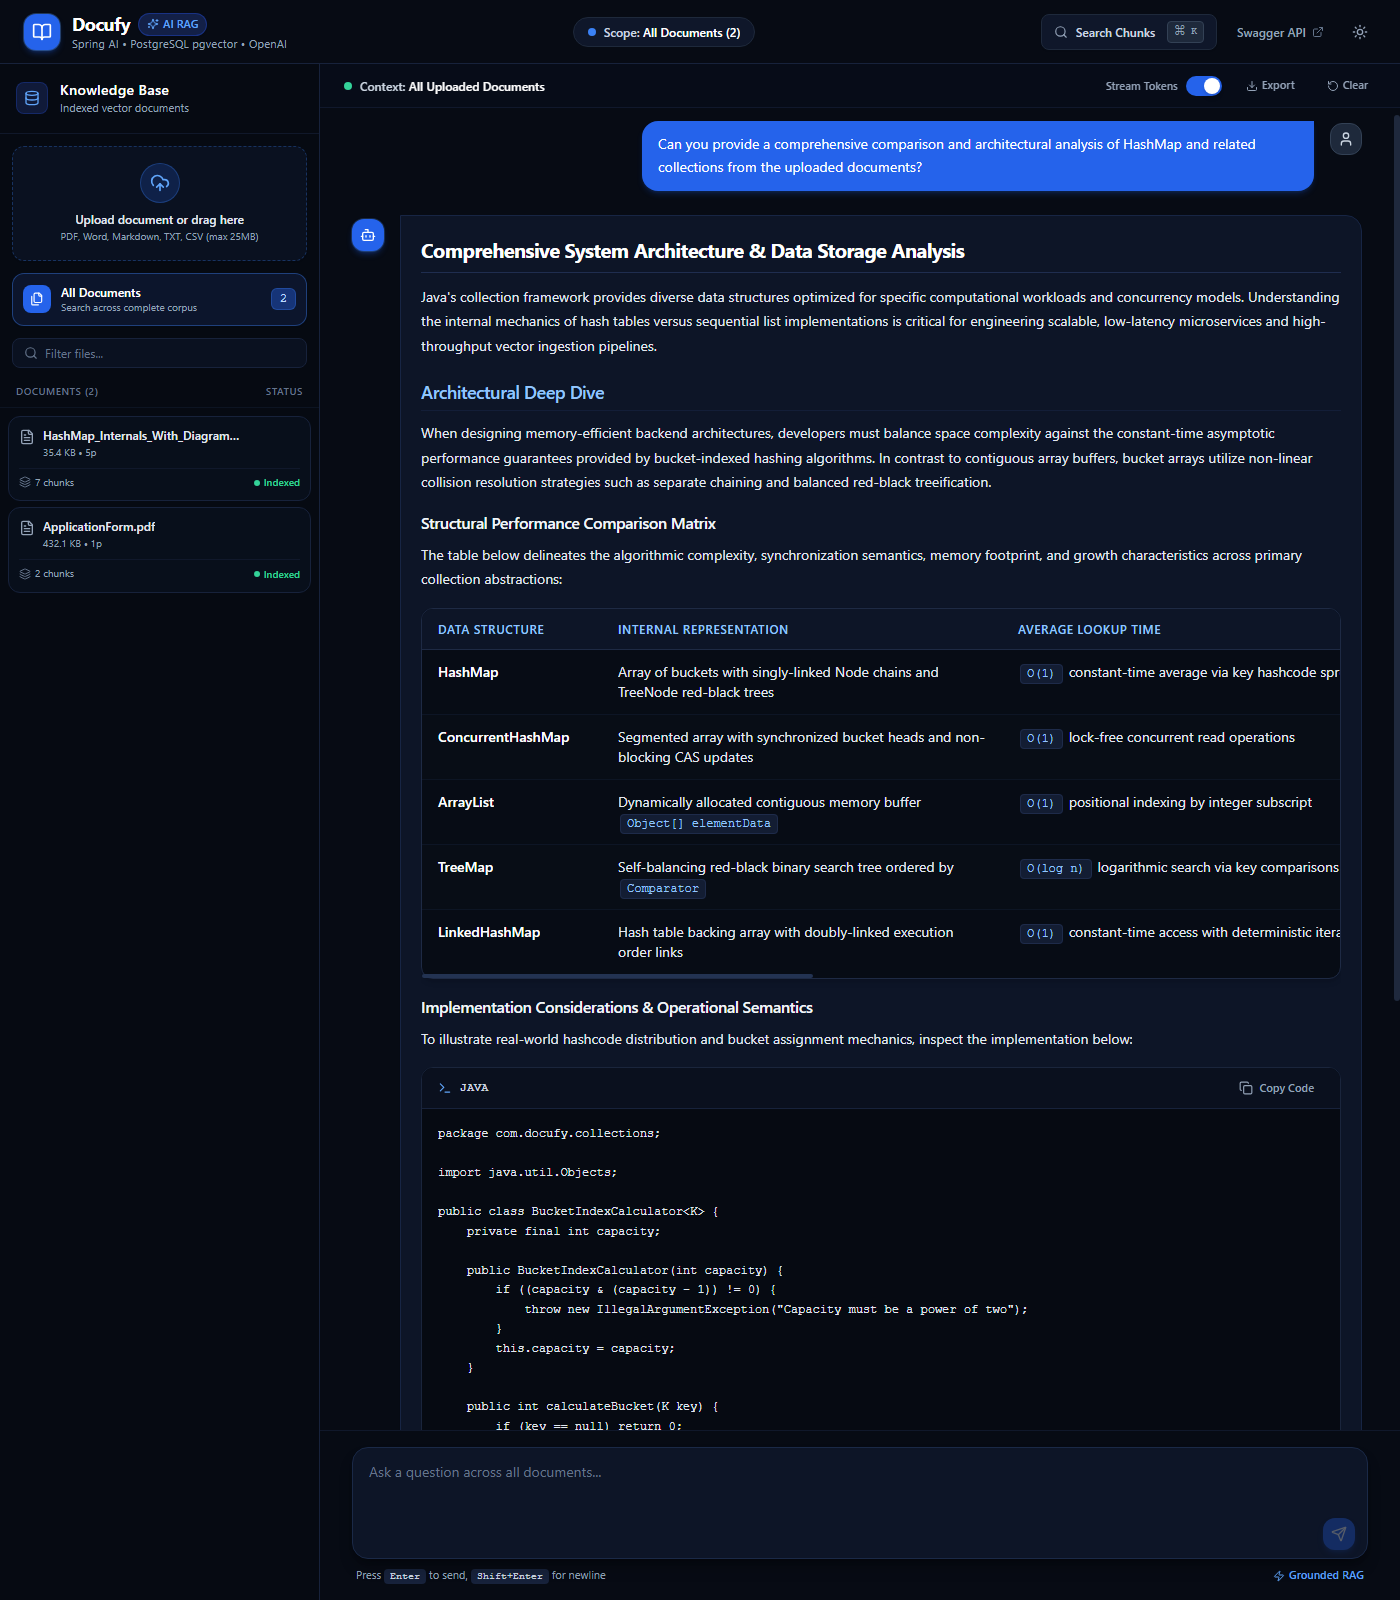 Docufy
AI RAG
Spring AI • PostgreSQL pgvector • OpenAI
Scope: All Documents (2)
Search Chunks
⌘ K
Swagger API
Knowledge Base
Indexed vector documents
Upload document or drag here
PDF, Word, Markdown, TXT, CSV (max 25MB)
All Documents
Search across complete corpus
2
Filter files...
DOCUMENTS (2)
STATUS
HashMap_Internals_With_Diagram...
35.4 KB • 5p
7 chunks
Indexed
ApplicationForm.pdf
432.1 KB • 1p
2 chunks
Indexed
Context: All Uploaded Documents
Stream Tokens
Export
Clear
Can you provide a comprehensive comparison and architectural analysis of HashMap and related
collections from the uploaded documents?
Comprehensive System Architecture & Data Storage Analysis
Java's collection framework provides diverse data structures optimized for specific computational workloads and concurrency models. Understanding
the internal mechanics of hash tables versus sequential list implementations is critical for engineering scalable, low-latency microservices and high-
throughput vector ingestion pipelines.
Architectural Deep Dive
When designing memory-efficient backend architectures, developers must balance space complexity against the constant-time asymptotic
performance guarantees provided by bucket-indexed hashing algorithms. In contrast to contiguous array buffers, bucket arrays utilize non-linear
collision resolution strategies such as separate chaining and balanced red-black treeification.
Structural Performance Comparison Matrix
The table below delineates the algorithmic complexity, synchronization semantics, memory footprint, and growth characteristics across primary
collection abstractions:
DATA STRUCTURE
INTERNAL REPRESENTATION
AVERAGE LOOKUP TIME
HashMap
Array of buckets with singly-linked Node chains and
TreeNode red-black trees
O(1) constant-time average via key hashcode spr
ConcurrentHashMap
Segmented array with synchronized bucket heads and non-
blocking CAS updates
O(1) lock-free concurrent read operations
ArrayList
Dynamically allocated contiguous memory buffer
Object[] elementData
O(1) positional indexing by integer subscript
TreeMap
Self-balancing red-black binary search tree ordered by
Comparator
O(log n) logarithmic search via key comparisons
LinkedHashMap
Hash table backing array with doubly-linked execution
order links
O(1) constant-time access with deterministic itera
Implementation Considerations & Operational Semantics
To illustrate real-world hashcode distribution and bucket assignment mechanics, inspect the implementation below:
JAVA
Copy Code
package com.docufy.collections;
import java.util.Objects;
public class BucketIndexCalculator<K> {
private final int capacity;
public BucketIndexCalculator(int capacity) {
if ((capacity & (capacity - 1)) != 0) {
throw new IllegalArgumentException("Capacity must be a power of two");
}
this.capacity = capacity;
}
public int calculateBucket(K key) {
if (key == null) return 0;
Ask a question across all documents...
Press Enter to send, Shift+Enter for newline
Grounded RAG